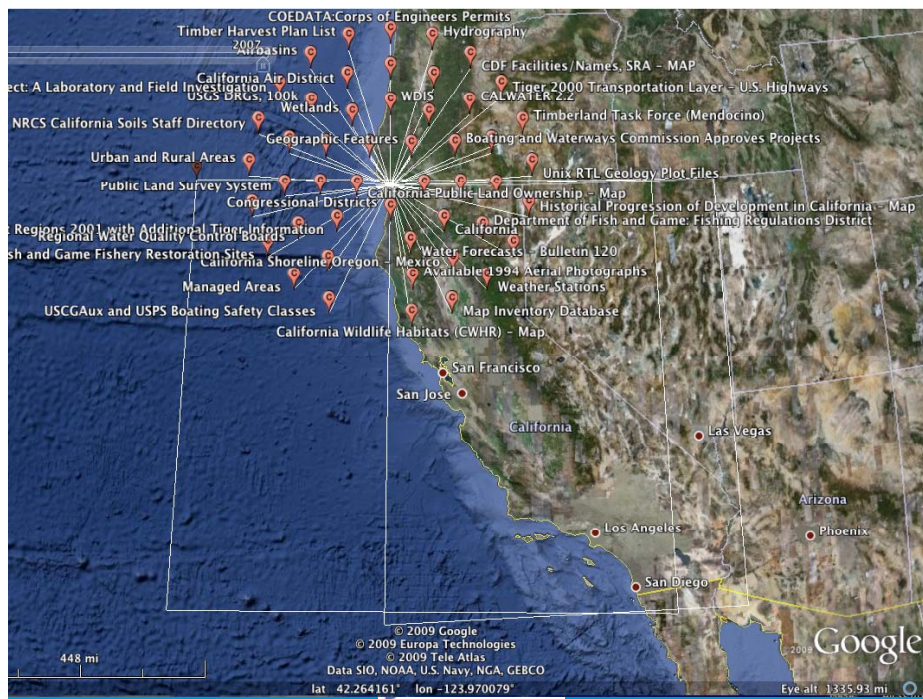 COEDATA:Corps of Engineers Permits
Timber Harvest Plan List
Hydrography
2007
Airbasins
CDF Facilities/Names, SRA - MAP
California Air District
ect: A Laboratory and Field Investigation
Tiger 2000 Transportation Layer - U.S. Highways
USGS DRGs, 100k
WDIS
CALWATER 2.2
Wetlands
Timberland Task Force (Mendocino)
NRCS California Soils Staff Directory
Geographic Features
Boating and Waterways Commission Approves Projects
Urban and Rural Areas
Unix RTL Geology Plot Files
Public Land Survey System
California Public Land Ownership - Map
Congressional Districts
Historical Progression of Development in California - Map
Department of Fish and Game: Fishing Regulations District
t Regions 2001 with Additional Tiger Information
California
Regional Water Quality Control Boards
Water Forecasts - Bulletin 120
sh and Game Fishery Restoration Sites
California Shoreline Oregon - Mexico
Available 1994 Aerial Photographs
Managed Areas
Weather Stations
USCGAux and USPS Boating Safety Classes
Map Inventory Database
California Wildlife Habitats (CWHR) - Map
San Francisco
San Jose
California
Las Vegas
Arizona
Los Angeles
Phoenix
San Diego
© 2009 Google
© 2009 Europa Technologies
© 2009 Tele Atlas
Data SIO, NOAA, U.S. Navy, NGA, GEBCO
©2009 Google
448 mi
lat 42.264161° lon -123.970079°
Eye alt 1335.93 mi